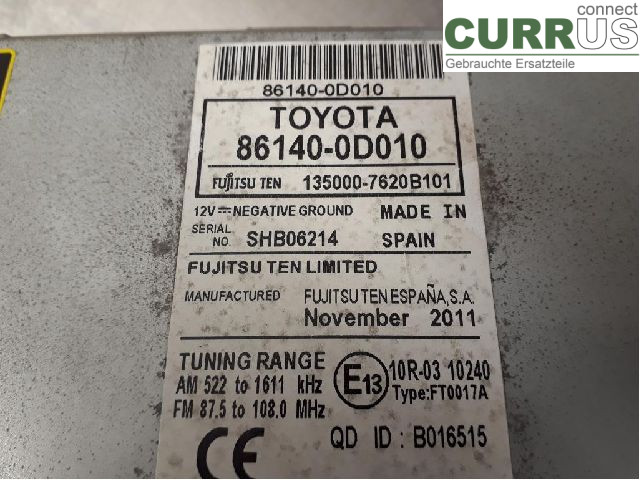 connect
CURRUS
Gebrauchte Ersatzteile
86140-0D010
TOYOTA
86140-0D010
FUJITSU TEN 135000-7620B101
12V NEGATIVE GROUND MADE IN
SERIAL NO. SHB06214 SPAIN
FUJITSU TEN LIMITED
MANUFACTURED FUJITSU TEN ESPAÑA,S.A.
November 2011
TUNING RANGE
AM 522 to 1611 kHz
FM 87.5 to 108.0 MHz
E13 10R-03 10240
Type:FT0017A
CE QD ID : B016515